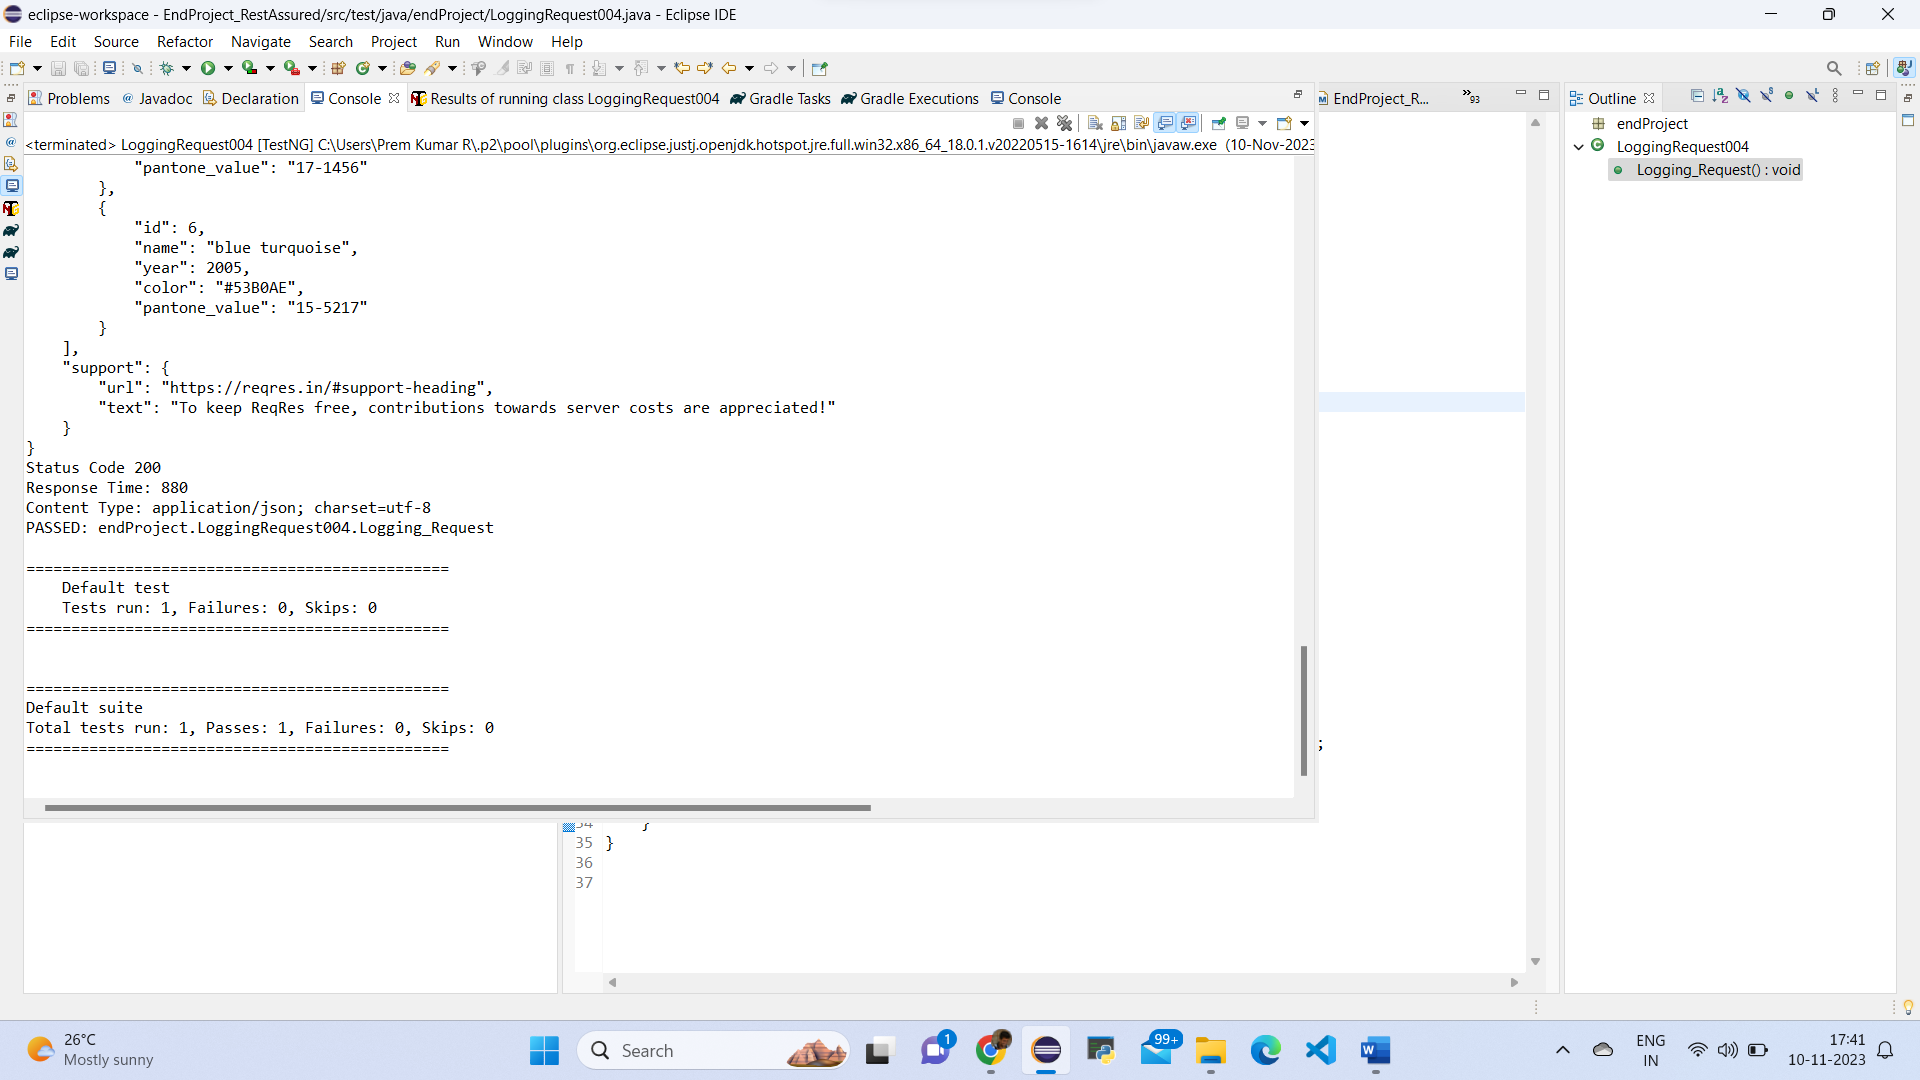 eclipse-workspace - EndProject_RestAssured/src/test/java/endProject/LoggingRequest004.java - Eclipse IDE
File Edit Source Refactor Navigate Search Project Run Window Help
Problems @ Javadoc Declaration Console Results of running class LoggingRequest004 Gradle Tasks Gradle Executions Console
EndProject_R... »93
Outline
<terminated> LoggingRequest004 [TestNG] C:\Users\Prem Kumar R\.p2\pool\plugins\org.eclipse.justj.openjdk.hotspot.jre.full.win32.x86_64_18.0.1.v20220515-1614\jre\bin\javaw.exe (10-Nov-2023
"pantone_value": "17-1456"
},
{
"id": 6,
"name": "blue turquoise",
"year": 2005,
"color": "#53B0AE",
"pantone_value": "15-5217"
}
],
"support": {
"url": "https://reqres.in/#support-heading",
"text": "To keep ReqRes free, contributions towards server costs are appreciated!"
}
}
Status Code 200
Response Time: 880
Content Type: application/json; charset=utf-8
PASSED: endProject.LoggingRequest004.Logging_Request
===============================================
Default test
Tests run: 1, Failures: 0, Skips: 0
===============================================
===============================================
Default suite
Total tests run: 1, Passes: 1, Failures: 0, Skips: 0
===============================================
;
34 }
35 }
36
37
endProject
LoggingRequest004
Logging_Request() : void
26°C
Mostly sunny
Search
1
99+
ENG
IN
17:41
10-11-2023